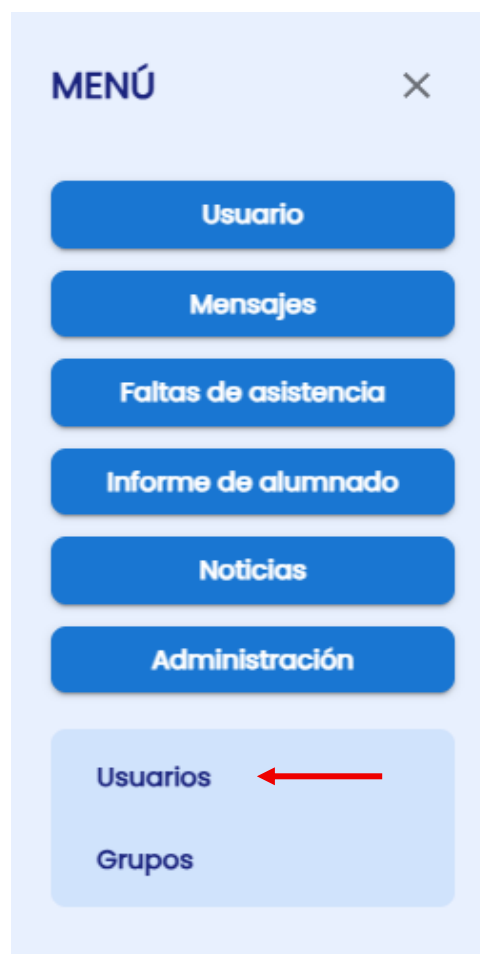 MENÚ
Usuario
Mensajes
Faltas de asistencia
Informe de alumnado
Noticias
Administración
Usuarios
Grupos